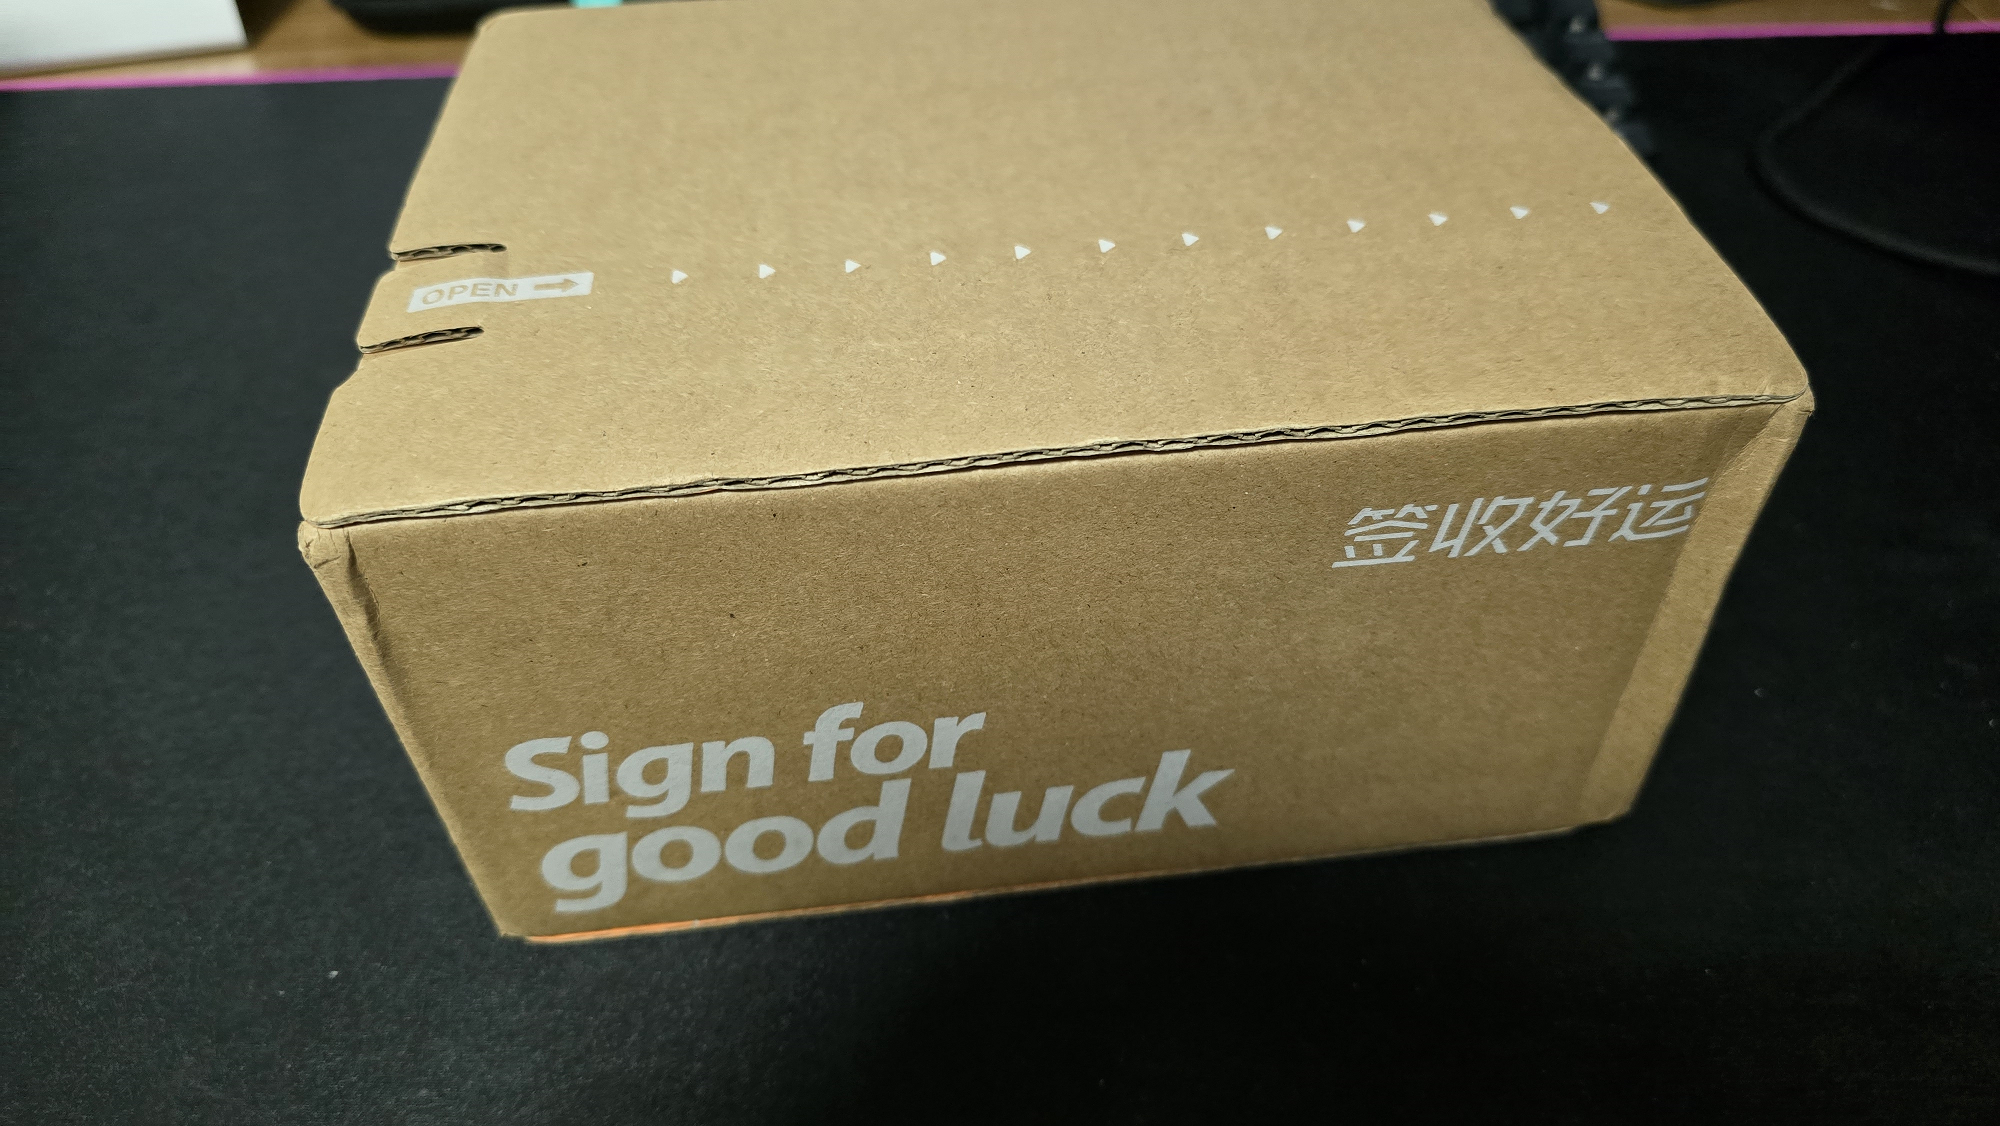 OPEN →
签收好运
Sign for
good luck